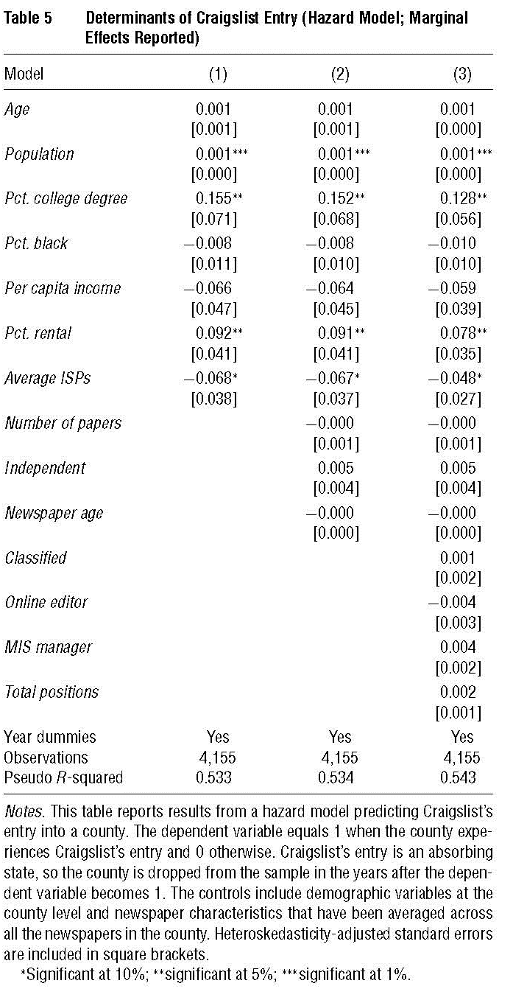 Table 5 Determinants of Craigslist Entry (Hazard Model; Marginal
Effects Reported)
Model (1) (2) (3)
Age 0.001 0.001 0.001
[0.001] [0.001] [0.000]
Population 0.001*** 0.001*** 0.001***
[0.000] [0.000] [0.000]
Pct. college degree 0.155** 0.152** 0.128**
[0.071] [0.068] [0.056]
Pct. black −0.008 −0.008 −0.010
[0.011] [0.010] [0.010]
Per capita income −0.066 −0.064 −0.059
[0.047] [0.045] [0.039]
Pct. rental 0.092** 0.091** 0.078**
[0.041] [0.041] [0.035]
Average ISPs −0.068* −0.067* −0.048*
[0.038] [0.037] [0.027]
Number of papers −0.000 −0.000
[0.001] [0.001]
Independent 0.005 0.005
[0.004] [0.004]
Newspaper age −0.000 −0.000
[0.000] [0.000]
Classified 0.001
[0.002]
Online editor −0.004
[0.003]
MIS manager 0.004
[0.002]
Total positions 0.002
[0.001]
Year dummies Yes Yes Yes
Observations 4,155 4,155 4,155
Pseudo R-squared 0.533 0.534 0.543
Notes. This table reports results from a hazard model predicting Craigslist's
entry into a county. The dependent variable equals 1 when the county expe-
riences Craigslist's entry and 0 otherwise. Craigslist's entry is an absorbing
state, so the county is dropped from the sample in the years after the depen-
dent variable becomes 1. The controls include demographic variables at the
county level and newspaper characteristics that have been averaged across
all the newspapers in the county. Heteroskedasticity-adjusted standard errors
are included in square brackets.
*Significant at 10%; **significant at 5%; ***significant at 1%.